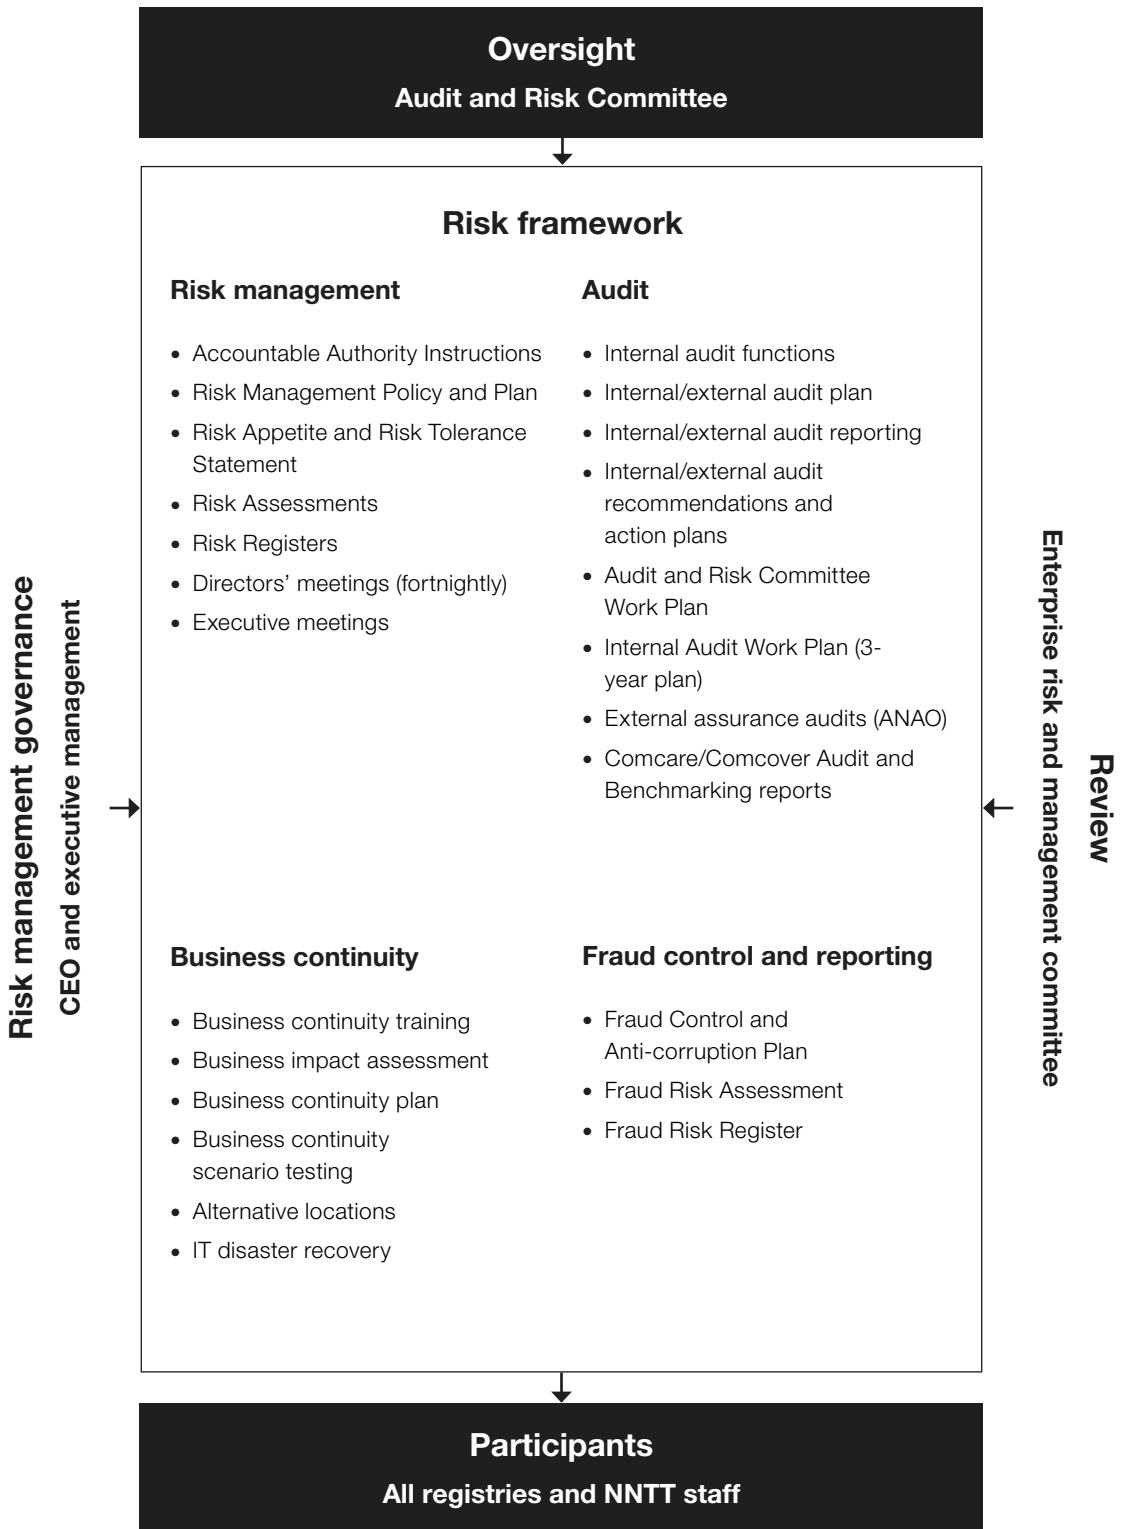 Oversight
Audit and Risk Committee
Risk framework
Risk management
• Accountable Authority Instructions
• Risk Management Policy and Plan
• Risk Appetite and Risk Tolerance
Statement
• Risk Assessments
• Risk Registers
• Directors’ meetings (fortnightly)
• Executive meetings
Audit
• Internal audit functions
• Internal/external audit plan
• Internal/external audit reporting
• Internal/external audit
recommendations and
action plans
• Audit and Risk Committee
Work Plan
• Internal Audit Work Plan (3-
year plan)
• External assurance audits (ANAO)
• Comcare/Comcover Audit and
Benchmarking reports
Business continuity
• Business continuity training
• Business impact assessment
• Business continuity plan
• Business continuity
scenario testing
• Alternative locations
• IT disaster recovery
Fraud control and reporting
• Fraud Control and
Anti-corruption Plan
• Fraud Risk Assessment
• Fraud Risk Register
Risk management governance
CEO and executive management
Review
Enterprise risk and management committee
Participants
All registries and NNTT staff